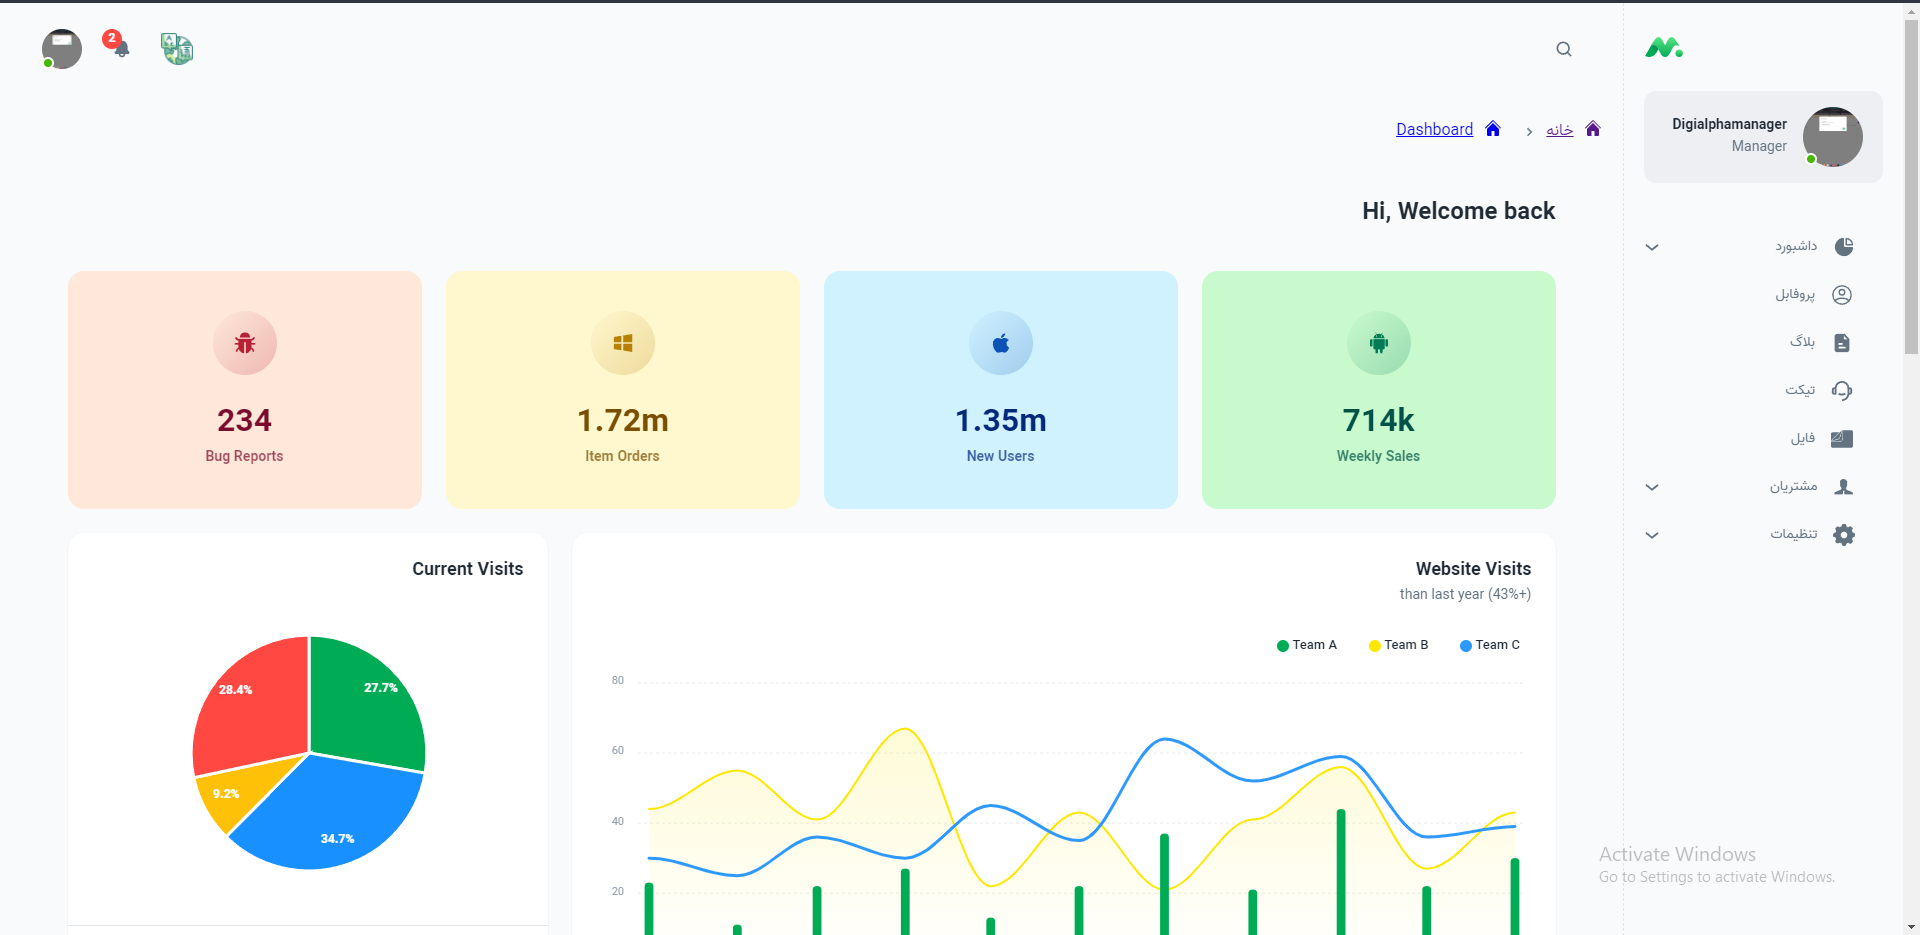 2
خانه
Dashboard
Digialphamanager
Manager
Hi, Welcome back
داشبورد
پروفایل
بلاگ
تیکت
فایل
مشتریان
تنظیمات
234
Bug Reports
1.72m
Item Orders
1.35m
New Users
714k
Weekly Sales
Current Visits
28.4%
27.7%
9.2%
34.7%
Website Visits
than last year (43%+)
Team A
Team B
Team C
80
60
40
20
Activate Windows
Go to Settings to activate Windows.